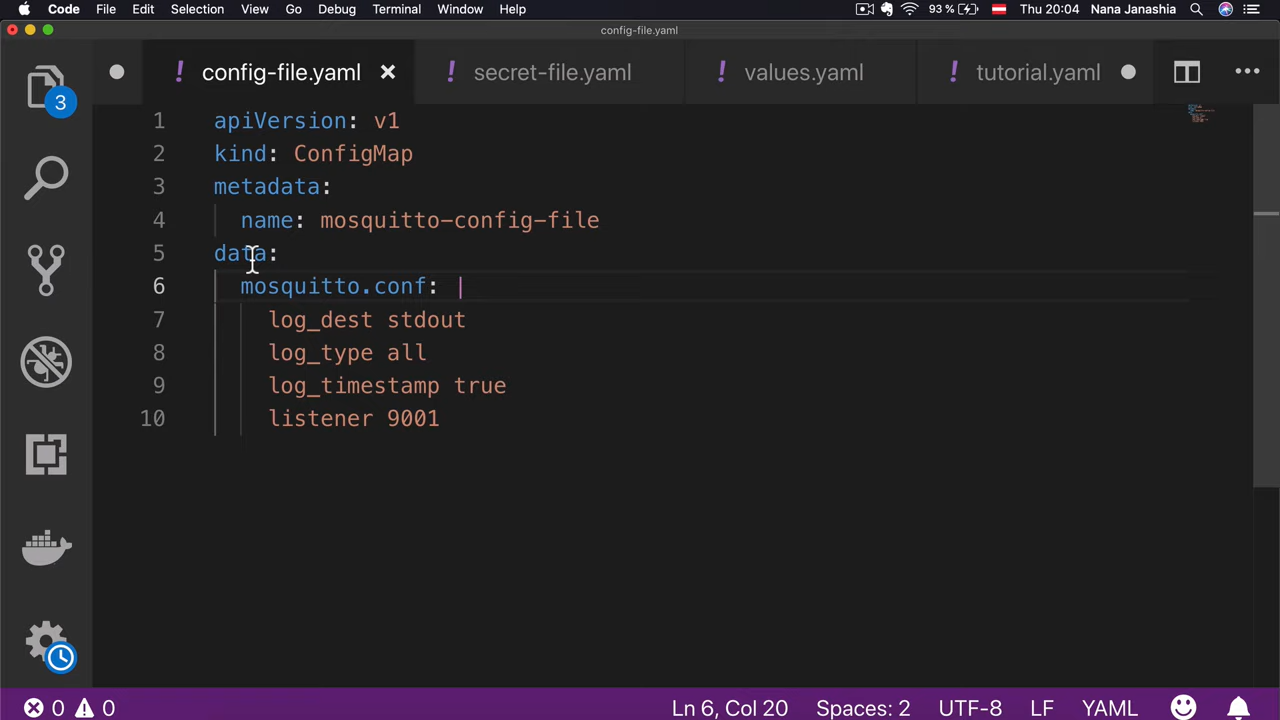 Code File Edit Selection View Go Debug Terminal Window Help 93 % Thu 20:04 Nana Janashia
config-file.yaml
! config-file.yaml ! secret-file.yaml ! values.yaml ! tutorial.yaml
3
1 apiVersion: v1
2 kind: ConfigMap
3 metadata:
4 name: mosquitto-config-file
5 data:
6 mosquitto.conf: |
7 log_dest stdout
8 log_type all
9 log_timestamp true
10 listener 9001
0 0 Ln 6, Col 20 Spaces: 2 UTF-8 LF YAML